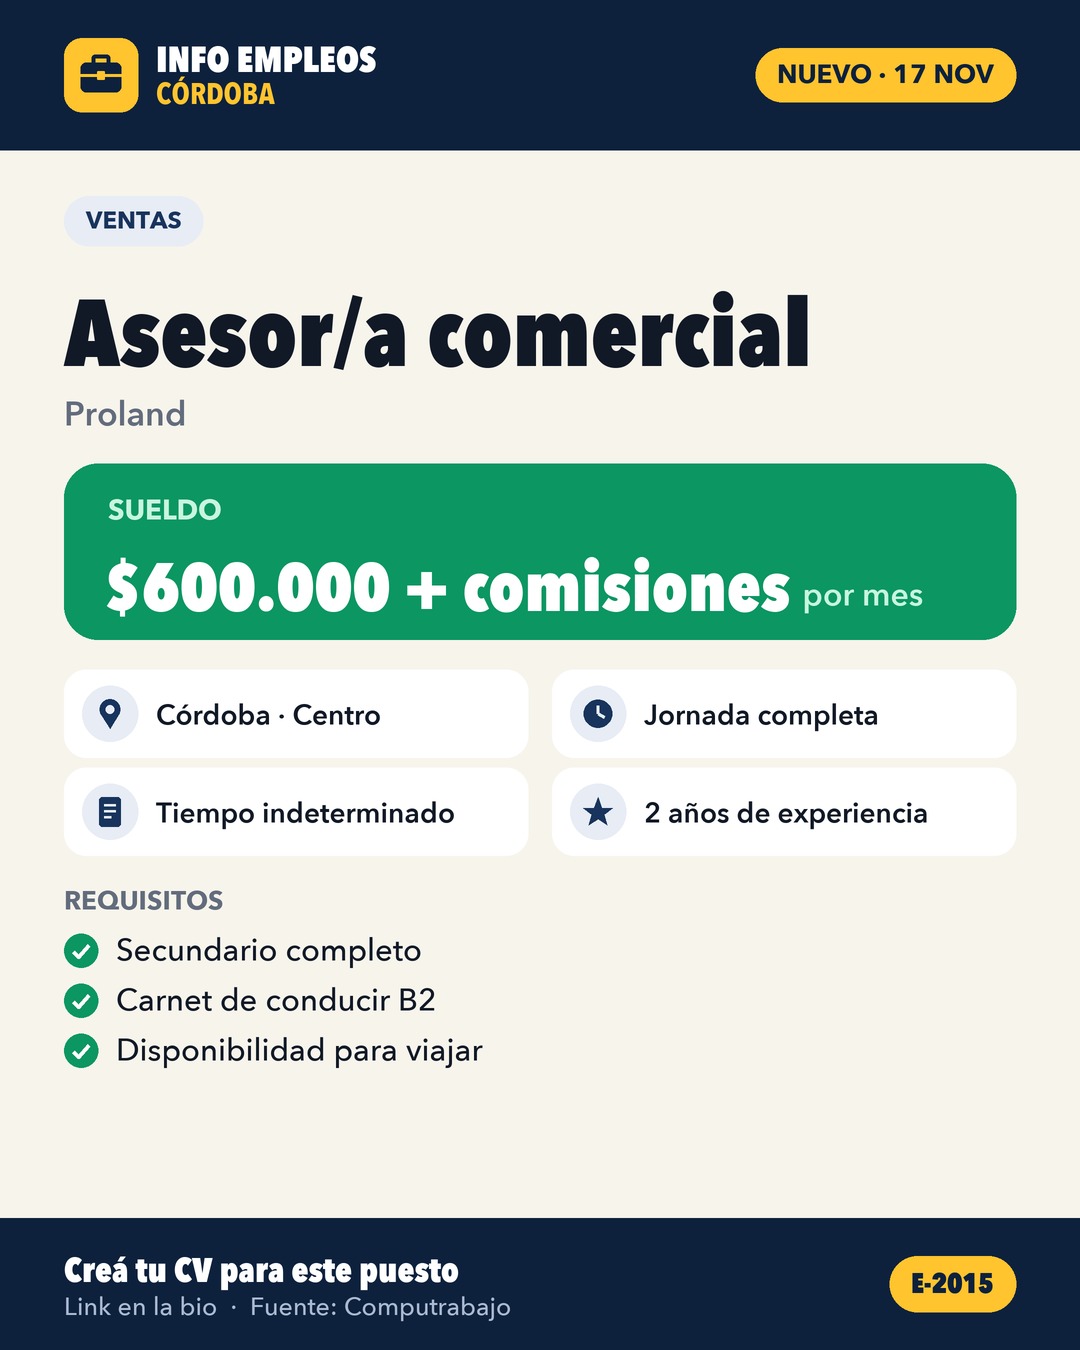 INFO EMPLEOS
CÓRDOBA
NUEVO · 17 NOV
VENTAS
Asesor/a comercial
Proland
SUELDO
$600.000 + comisiones por mes
Córdoba · Centro
Jornada completa
Tiempo indeterminado
2 años de experiencia
REQUISITOS
Secundario completo
Carnet de conducir B2
Disponibilidad para viajar
Creá tu CV para este puesto
Link en la bio · Fuente: Computrabajo
E-2015